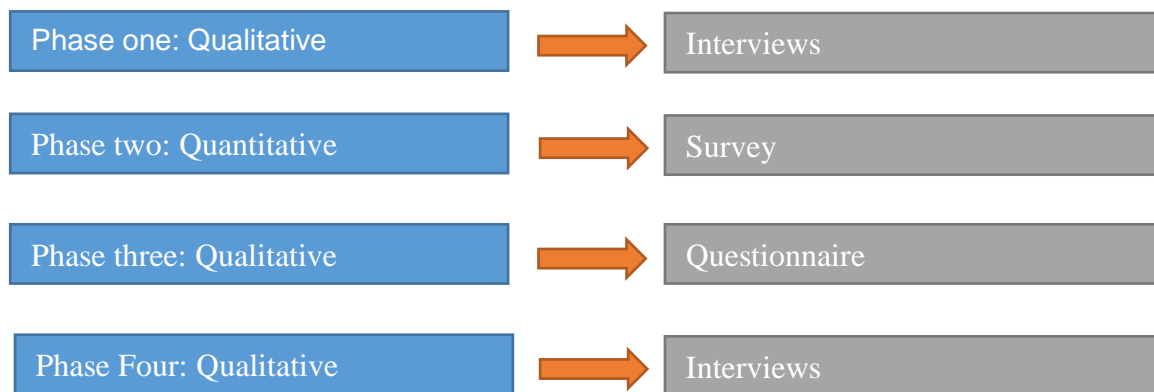 Phase one: Qualitative
Interviews
Phase two: Quantitative
Survey
Phase three: Qualitative
Questionnaire
Phase Four: Qualitative
Interviews